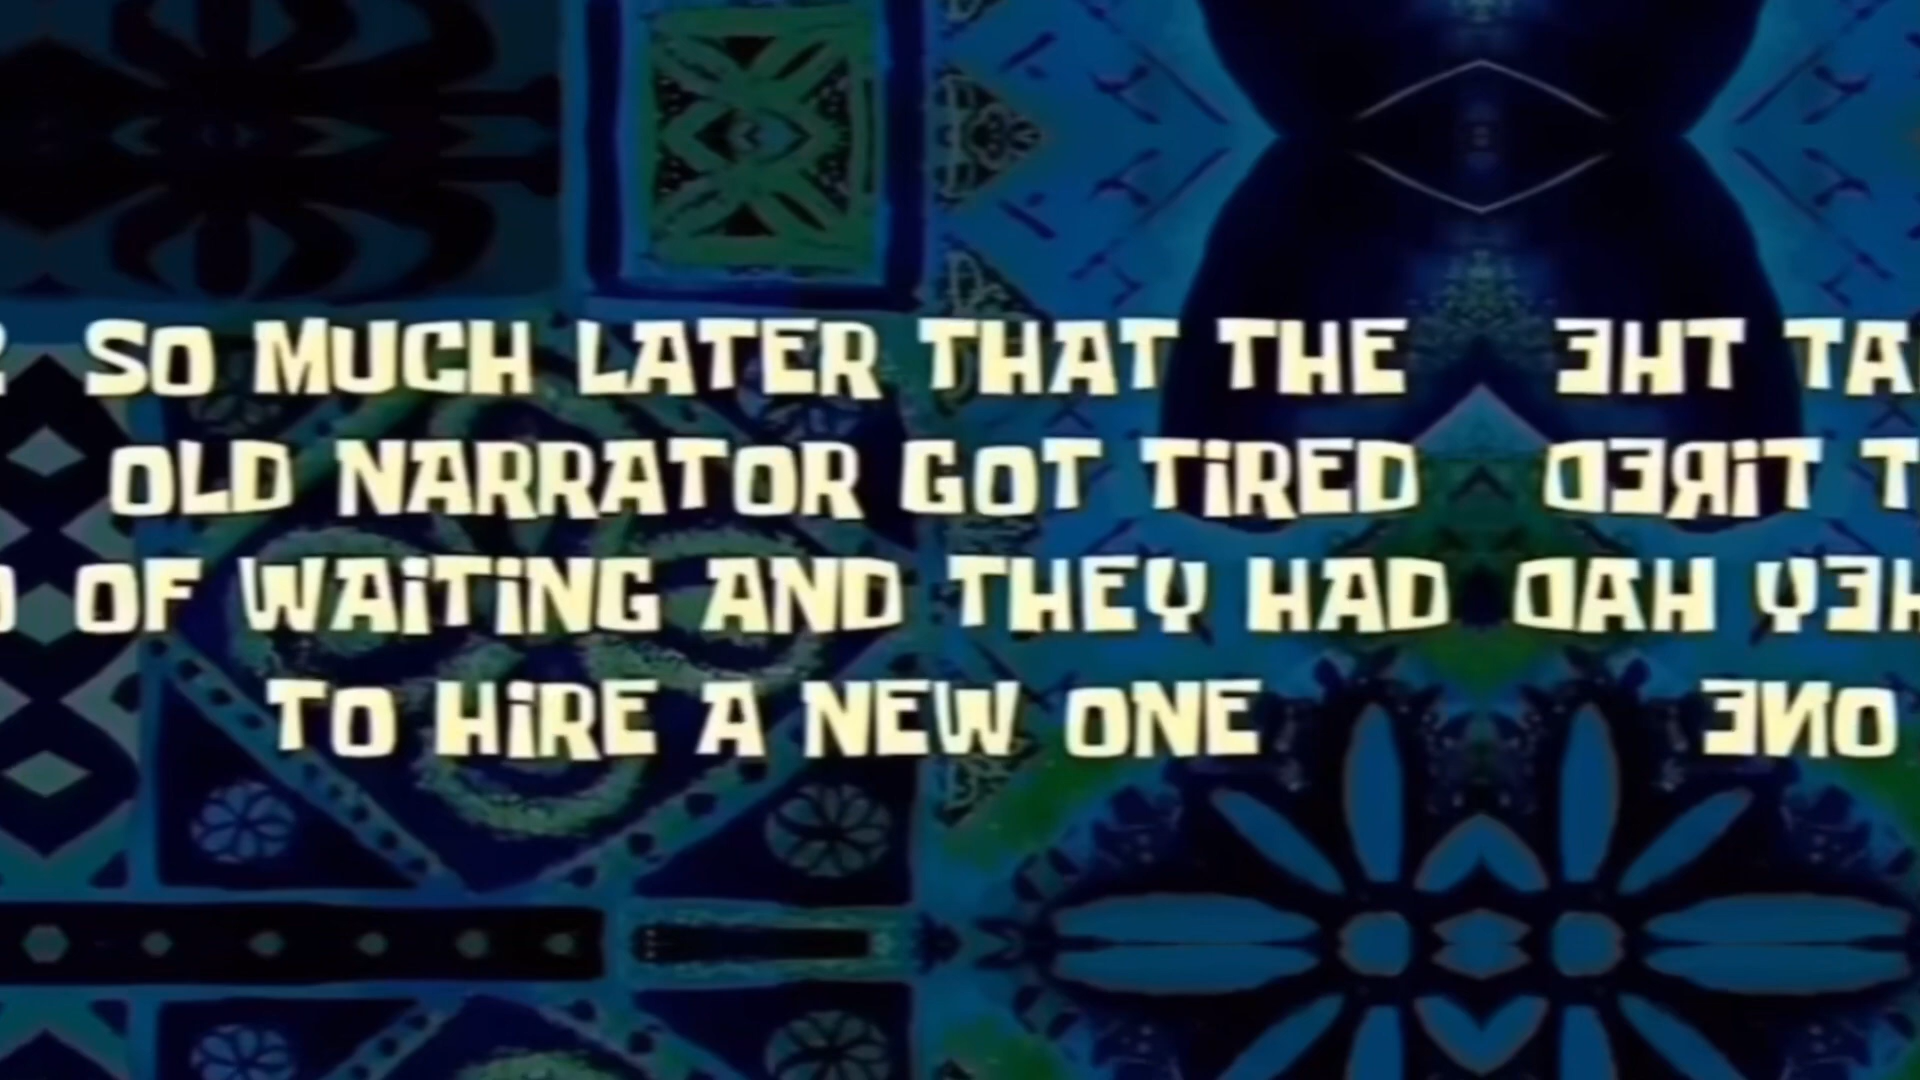 SO MUCH LATER THAT THE
OLD NARRATOR GOT TiRED
OF WAiTiNG AND THEY HAD
TO HiRE A NEW ONE